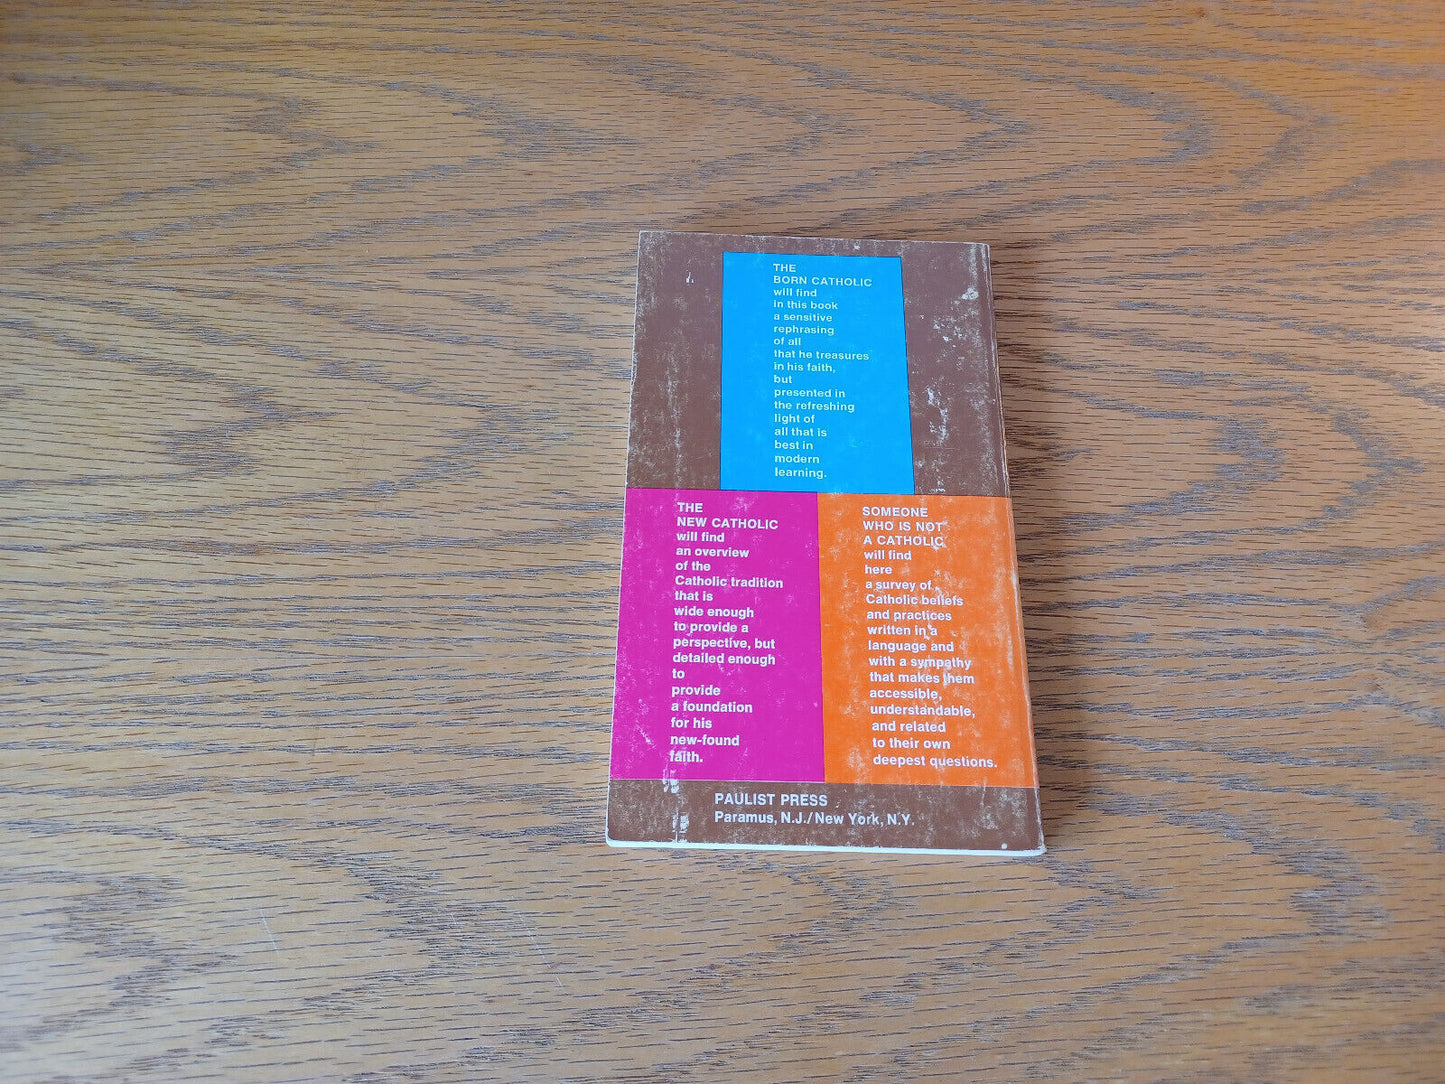 THE
BORN CATHOLIC
will find
in this book
a sensitive
rephrasing
of all
that he treasures
in his faith,
but
presented in
the refreshing
light of
all that is
best in
modern
learning.
THE
NEW CATHOLIC
will find
an overview
of the
Catholic tradition
that is
wide enough
to provide a
perspective, but
detailed enough
to
provide
a foundation
for his
new-found
faith.
SOMEONE
WHO IS NOT
A CATHOLIC
will find
here
a survey of
Catholic beliefs
and practices
written in a
language and
with a sympathy
that makes them
accessible,
understandable,
and related
to their own
deepest questions.
PAULIST PRESS
Paramus, N.J./New York, N.Y.